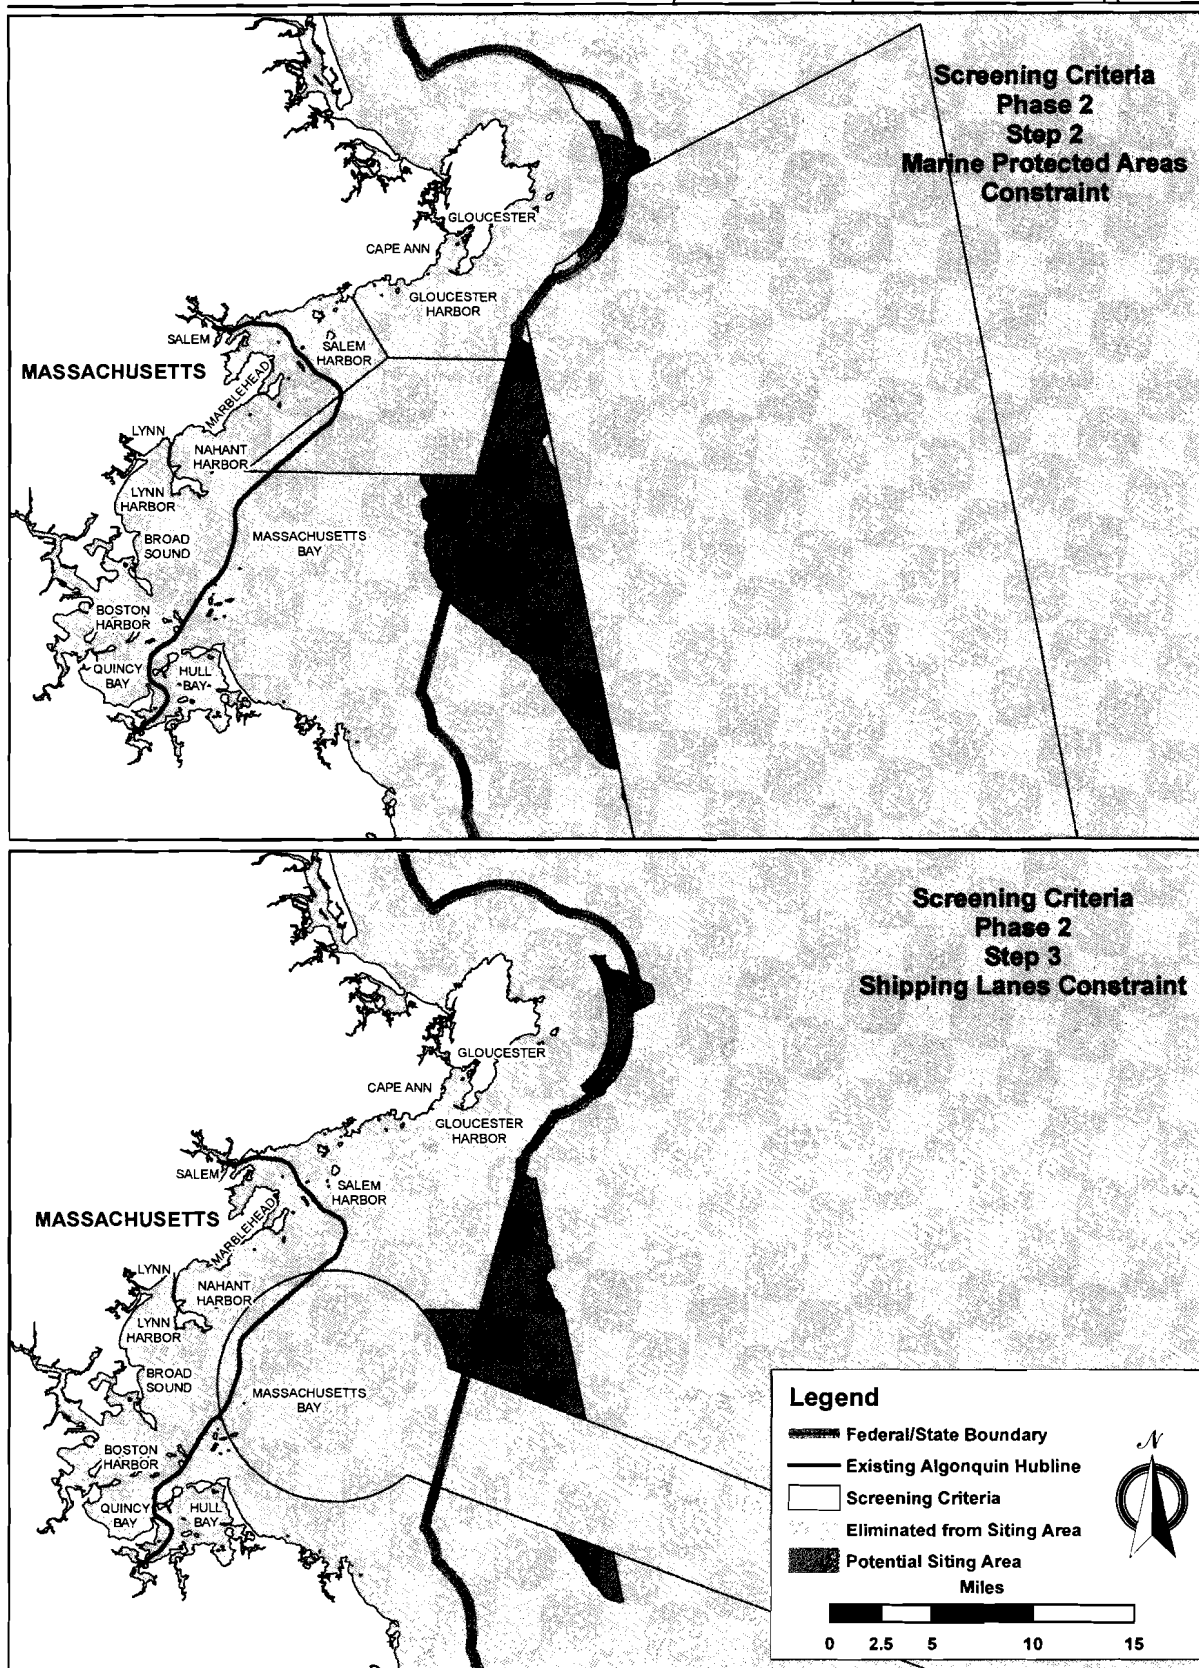 Screening Criteria
Phase 2
Step 2
Marine Protected Areas
Constraint
GLOUCESTER
CAPE ANN
GLOUCESTER
HARBOR
SALEM
SALEM
HARBOR
MASSACHUSETTS
MARBLEHEAD
LYNN
NAHANT
HARBOR
LYNN
HARBOR
BROAD
SOUND
MASSACHUSETTS
BAY
BOSTON
HARBOR
QUINCY
BAY
HULL
BAY
Screening Criteria
Phase 2
Step 3
Shipping Lanes Constraint
GLOUCESTER
CAPE ANN
GLOUCESTER
HARBOR
SALEM
SALEM
HARBOR
MASSACHUSETTS
MARBLEHEAD
LYNN
NAHANT
HARBOR
LYNN
HARBOR
BROAD
SOUND
MASSACHUSETTS
BAY
BOSTON
HARBOR
QUINCY
BAY
HULL
BAY
Legend
Federal/State Boundary
Existing Algonquin Hubline
Screening Criteria
Eliminated from Siting Area
Potential Siting Area
Miles
0 2.5 5 10 15
N